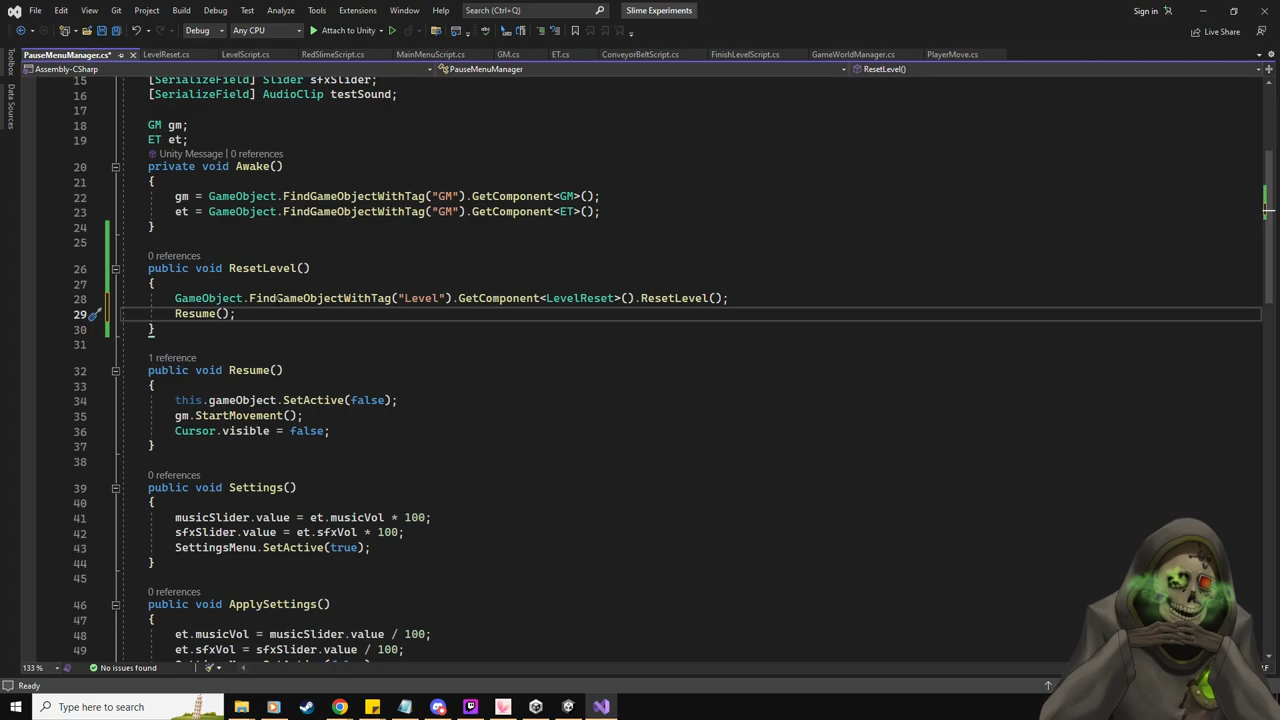 File Edit View Git Project Build Debug Test Analyze Tools Extensions Window Help Search (Ctrl+Q) Slime Experiments Sign in
Debug Any CPU Attach to Unity Live Share
PauseMenuManager.cs* LevelReset.cs LevelScript.cs RedSlimeScript.cs MainMenuScript.cs GM.cs ET.cs ConveyorBeltScript.cs FinishLevelScript.cs GameWorldManager.cs PlayerMove.cs
Toolbox
Data Sources
Assembly-CSharp PauseMenuManager ResetLevel()
15 [SerializeField] Slider sfxSlider;
16 [SerializeField] AudioClip testSound;
17
18 GM gm;
19 ET et;
Unity Message | 0 references
20 private void Awake()
21 {
22 gm = GameObject.FindGameObjectWithTag("GM").GetComponent<GM>();
23 et = GameObject.FindGameObjectWithTag("GM").GetComponent<ET>();
24 }
25
0 references
26 public void ResetLevel()
27 {
28 GameObject.FindGameObjectWithTag("Level").GetComponent<LevelReset>().ResetLevel();
29 Resume();
30 }
31
1 reference
32 public void Resume()
33 {
34 this.gameObject.SetActive(false);
35 gm.StartMovement();
36 Cursor.visible = false;
37 }
38
0 references
39 public void Settings()
40 {
41 musicSlider.value = et.musicVol * 100;
42 sfxSlider.value = et.sfxVol * 100;
43 SettingsMenu.SetActive(true);
44 }
45
0 references
46 public void ApplySettings()
47 {
48 et.musicVol = musicSlider.value / 100;
49 et.sfxVol = sfxSlider.value / 100;
133 % No issues found
Ready
Type here to search